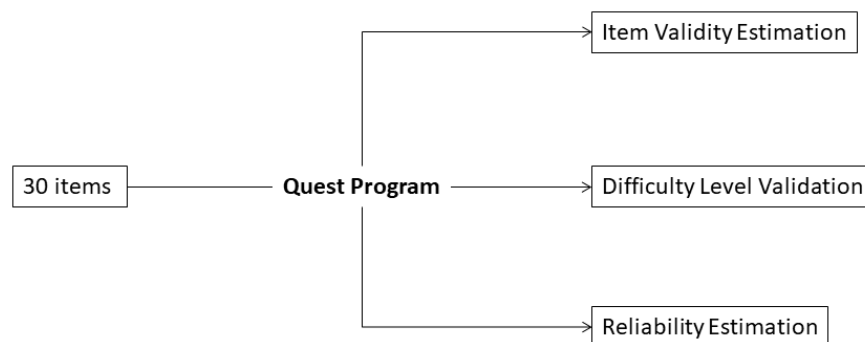 Item Validity Estimation
30 items
Quest Program
Difficulty Level Validation
Reliability Estimation